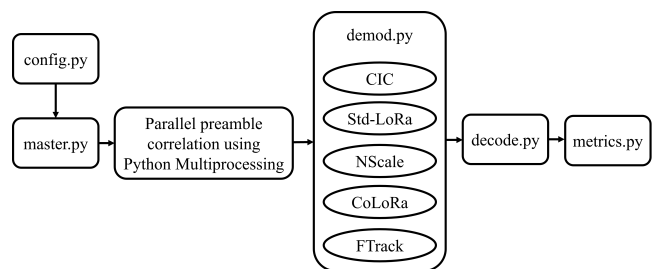 config.py
master.py
Parallel preamble
correlation using
Python Multiprocessing
demod.py
CIC
Std-LoRa
NScale
CoLoRa
FTrack
decode.py
metrics.py